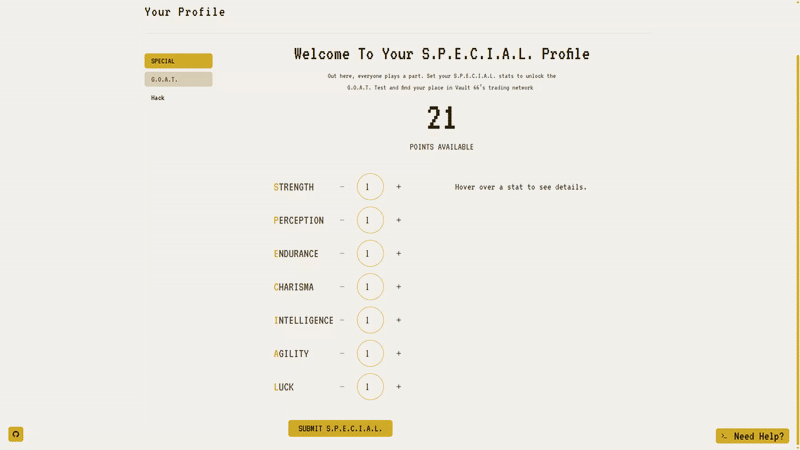 Your Profile
SPECIAL
G.O.A.T.
Hack
Welcome To Your S.P.E.C.I.A.L. Profile
Out here, everyone plays a part. Set your S.P.E.C.I.A.L. stats to unlock the
G.O.A.T. Test and find your place in Vault 66's trading network
21
POINTS AVAILABLE
STRENGTH − 1 +
Hover over a stat to see details.
PERCEPTION − 1 +
ENDURANCE − 1 +
CHARISMA − 1 +
INTELLIGENCE − 1 +
AGILITY − 1 +
LUCK − 1 +
SUBMIT S.P.E.C.I.A.L.
>_ Need Help?